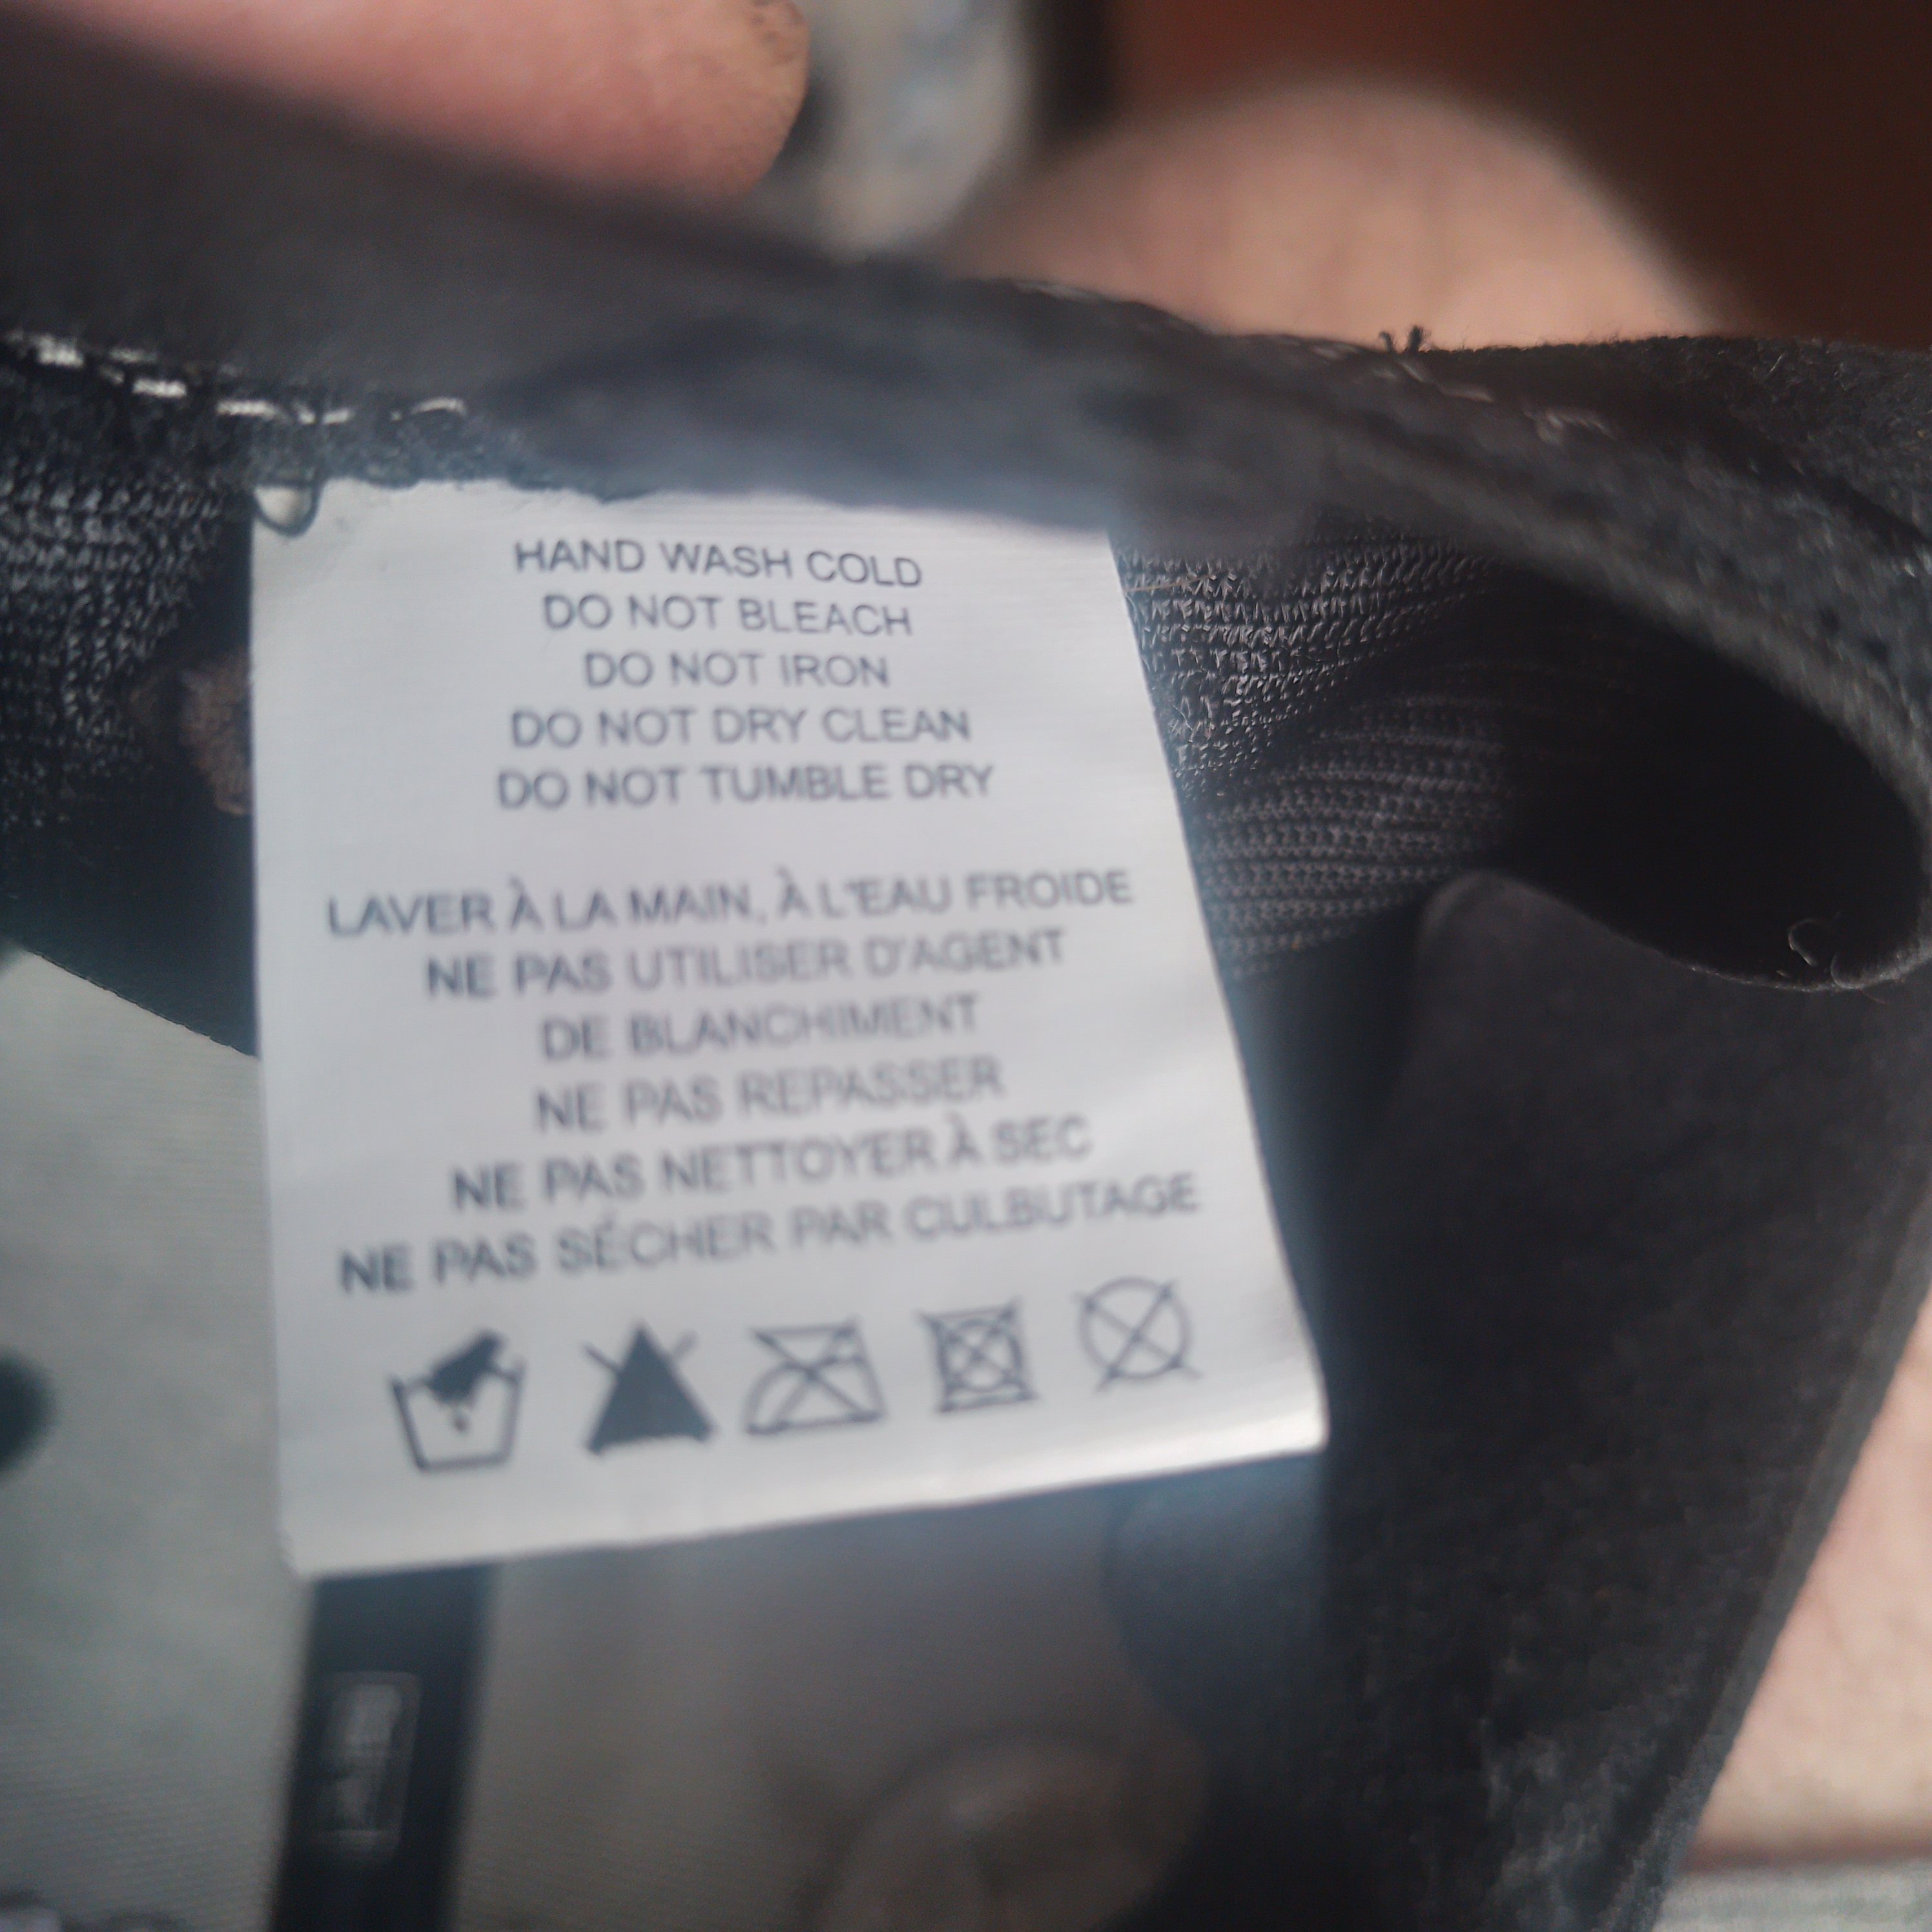 HAND WASH COLD
DO NOT BLEACH
DO NOT IRON
DO NOT DRY CLEAN
DO NOT TUMBLE DRY
LAVER À LA MAIN, À L'EAU FROIDE
NE PAS UTILISER D'AGENT
DE BLANCHIMENT
NE PAS REPASSER
NE PAS NETTOYER À SEC
NE PAS SÉCHER PAR CULBUTAGE